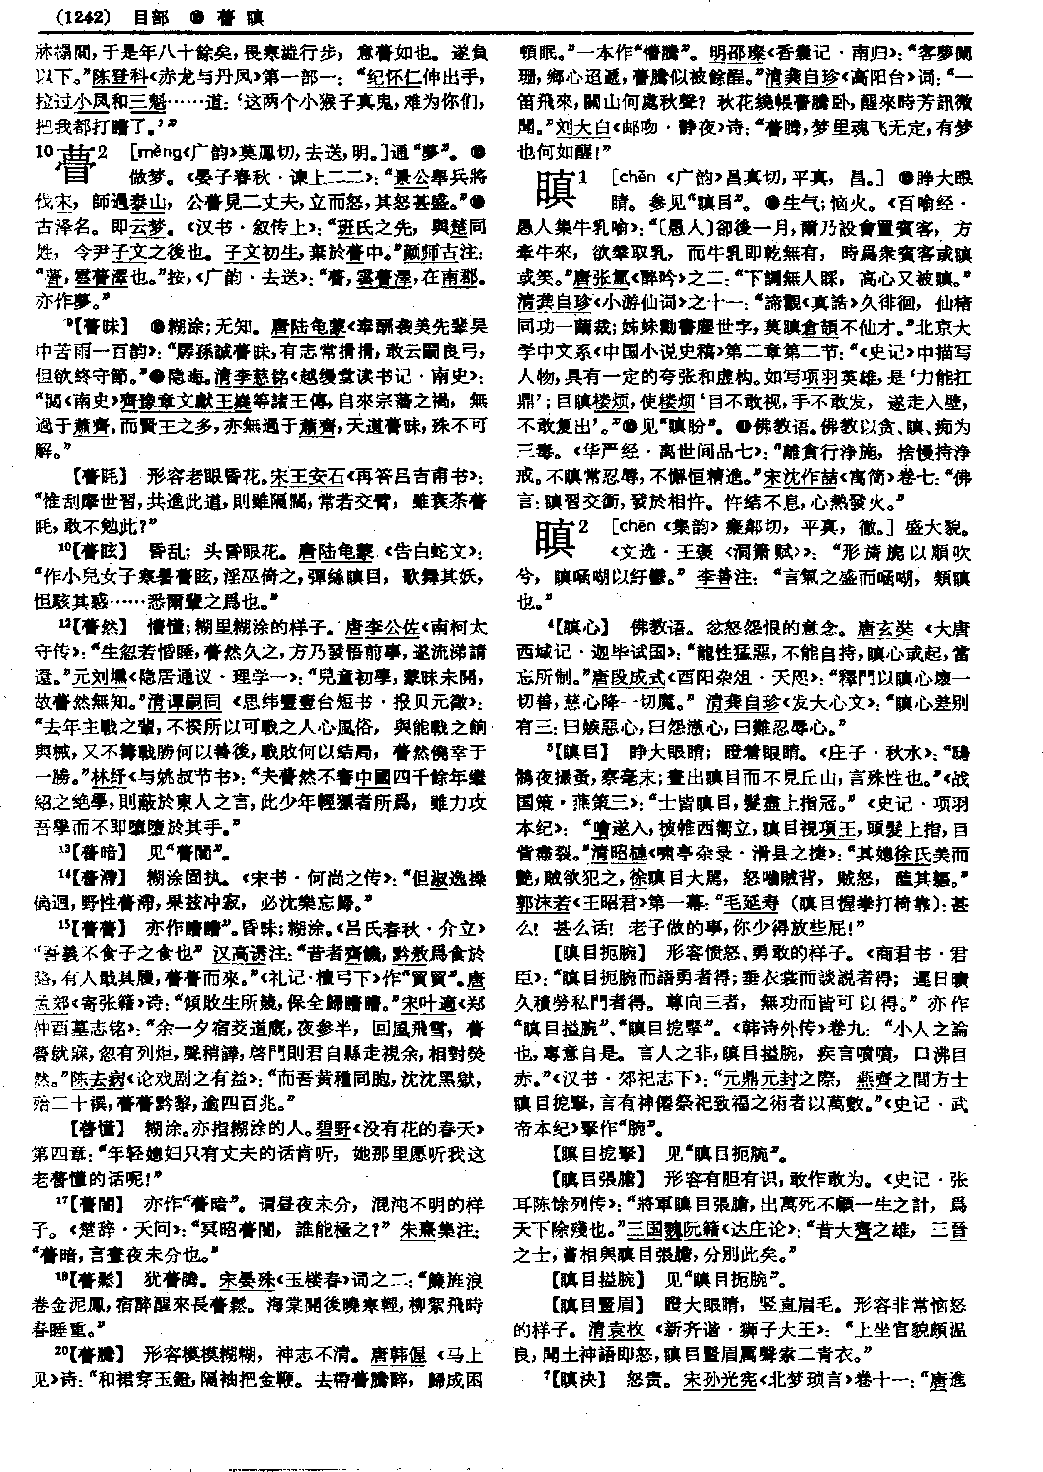 (1242) 目部 ⑩ 瞢 瞋
于是年八十餘矣，畏寒蹣行步，意瞢如也。遂負
以下。”陈登科《赤龙与丹凤》第一部一：“纪怀仁伸出手，
拉过小凤和三魁……道：‘这两个小猴子真鬼，难为你们，
把我都打瞢了。’”
10瞢2 [mèng《广韵》莫鳳切，去送，明。]通“夢”。❶
做梦。《晏子春秋·谏上二二》：“景公舉兵將
伐宋，師過泰山，公瞢見二丈夫，立而怒，其怒甚盛。”❷
古泽名。即云梦。《汉书·叙传上》：“班氏之先，與楚同
姓，令尹子文之後也。子文初生，棄於瞢中。”颜师古注：
“瞢，雲瞢澤也。”按，《广韵·去送》：“瞢，雲瞢澤，在南郡。
亦作夢。”
9【瞢昧】 ❶糊涂；无知。唐陆龟蒙《奉酬袭美先辈吴
中苦雨一百韵》：“孱孫誠瞢昧，有志常揹揹，敢云嗣良弓，
但欲终守節。”❷隐晦。清李慈铭《越缦堂读书记·南史》：
“閲《南史》齊豫章文獻王嶷等諸王傳，自來宗藩之禍，無
過于蕭齊，而賢王之多，亦無過于蕭齊，天道瞢昧，殊不可
解。”
【瞢眊】 形容老眼昏花。宋王安石《再答吕吉甫书》：
“惟刮磨世習，共進此道，則雖隔闊，常若交臂，雖衰茶瞢
眊，敢不勉此？”
10【瞢眩】 昏乱；头昏眼花。唐陆龟蒙《告白蛇文》：
“作小兒女子寒暑瞢眩，淫巫倚之，彈絲瞋目，歌舞其妖，
怛駭其惑……悉爾輩之爲也。”
12【瞢然】 懵懂；糊里糊涂的样子。唐李公佐《南柯太
守传》：“生忽若惛睡，瞢然久之，方乃發悟前事，遂流涕請
還。”元刘壎《隐居通议·理学一》：“兒童初學，蒙昧未開，
故瞢然無知。”清谭嗣同《思纬壹壹台短书·报贝元徵》：
“去年主戰之輩，不揆所以可戰之人心風俗，與能戰之餉
與械，又不籌戰勝何以善後，戰敗何以結局，瞢然僥幸于
一勝。”林纾《与姚叔节书》：“夫瞢然不審中國四千餘年繼
紹之绝學，則蔽於東人之言，此少年輕猥者所爲，雖力攻
吾學而不即墮墮於其手。”
13【瞢暗】 见“瞢闇”。
14【瞢滯】 糊涂固执。《宋书·何尚之传》：“但淑逸操
偽迥，野性瞢滯，果兹冲寂，必沈樂忘歸。”
15【瞢瞢】 亦作“瞻瞻”。昏昧；糊涂。《吕氏春秋·介立》
“吾義不食子之食也” 汉高诱注：“昔者齊饑，黔敖爲食於
路，有人戢其屨，瞢瞢而來。”《礼记·檀弓下》作“貿貿”。唐
孟郊《寄张籍》诗：“傾敗生所競，保全歸瞢瞢。”宋叶適《郑
仲酉墓志铭》：“余一夕宿交道廄，夜參半，回風飛雪，瞢
瞢就寐，忽有列炬，聲稍譁，啓門則君自縣走視余，相對熒
然。”陈去病《论戏剧之有益》：“而吾黄種同胞，沈沈黑獄，
殆二十禩，瞢瞢黔黎，逾四百兆。”
【瞢懂】 糊涂。亦指糊涂的人。碧野《没有花的春天》
第四章：“年轻媳妇只有丈夫的话肯听，她那里愿听我这
老瞢懂的话呢！”
17【瞢闇】 亦作“瞢暗”。谓昼夜未分，混沌不明的样
子。《楚辞·天问》：“冥昭瞢闇，誰能極之？” 朱熹集注：
“瞢暗，言晝夜未分也。”
18【瞢鬆】 犹瞢腾。宋晏殊《玉楼春》词之二：“簾旌浪
卷金泥鳳，宿醉醒來長瞢鬆。海棠開後曉寒輕，柳絮飛時
春睡重。”
20【瞢騰】 形容模模糊糊，神志不清。唐韩偓《马上
见》诗：“和裙穿玉鐙，隔袖把金鞭。去帶瞢騰醉，歸成困
頓眠。”一本作“懵騰”。明邵璨《香囊记·南归》：“客夢闌
珊，鄉心迢遞，瞢騰似被餘酲。”清龚自珍《高阳台》词：“一
笛飛來，關山何處秋聲？秋花繞帳瞢騰卧，醒來時芳訊微
聞。”刘大白《邮吻·静夜》诗：“瞢腾，梦里魂飞无定，有梦
也何如醒！”
瞋1 [chēn《广韵》昌真切，平真，昌。] ❶睁大眼
睛。参见“瞋目”。❷生气；恼火。《百喻经·
愚人集牛乳喻》：“〔愚人〕却後一月，爾乃設會置賓客，方
牽牛來，欲搫取乳，而牛乳即乾無有，時爲衆賓客或瞋
或笑。”唐张氲《醉吟》之二：“下調無人睬，高心又被瞋。”
清龚自珍《小游仙词》之十一：“諦觀《真誥》久徘徊，仙楮
同功一繭裁；姊妹勸書塵世字，莫瞋倉頡不仙才。”北京大
学中文系《中国小说史稿》第二章第二节：“《史记》中描写
人物，具有一定的夸张和虚构。如写项羽英雄，是‘力能扛
鼎’；目瞋楼烦，使楼烦‘目不敢视，手不敢发，遂走入壁，
不敢复出’。”❸见“瞋盼”。❹佛教语。佛教以贪、瞋、痴为
三毒。《华严经·离世间品七》：“離貪行净施，捨慢持净
戒。不瞋常忍辱，不懈恒精進。”宋沈作喆《寓简》卷七：“佛
言：瞋習交衝，發於相忤。忤結不息，心熱發火。”
瞋2 [chēn《集韵》癡鄰切，平真，徹。] 盛大貌。
《文选·王褒《洞箫赋》》：“形旖旎以順吹
兮，瞋㖤㗅以紆鬱。” 李善注：“言氣之盛而㖤㗅，類瞋
也。”
4【瞋心】 佛教语。忿怒怨恨的意念。唐玄奘《大唐
西域记·迦毕试国》：“龍性猛惡，不能自持，瞋心或起，當
忘所制。”唐段成式《酉阳杂俎·天咫》：“釋門以瞋心壞一
切善，慈心降一切魔。” 清龚自珍《发大心文》：“瞋心差别
有三：曰嫉惡心，曰怨懣心，曰難忍辱心。”
5【瞋目】 睁大眼睛；瞪着眼睛。《庄子·秋水》：“鴟
鵂夜撮蚤，察毫末；晝出瞋目而不見丘山，言殊性也。”《战
国策·燕策三》：“士皆瞋目，髮盡上指冠。”《史记·项羽
本纪》：“噲遂入，披帷西嚮立，瞋目視項王，頭髮上指，目
眥盡裂。”清昭槤《啸亭杂录·滑县之捷》：“其媳徐氏美而
艷，賊欲犯之，徐瞋目大駡，怒嚙賊背，賊怒，醢其軀。”
郭沫若《王昭君》第一幕：“毛延寿（瞋目捏拳打椅靠）：甚
么！甚么话！老子做的事，你少得放些屁！”
【瞋目扼腕】 形容愤怒、勇敢的样子。《商君书·君
臣》：“瞋目扼腕而語勇者得；垂衣裳而談説者得；遲日曠
久積勞私門者得。尊向三者，無功而皆可以得。” 亦作
“瞋目搤腕”、“瞋目挖掔”。《韩诗外传》卷九：“小人之論
也，專意自是。言人之非，瞋目搤腕，疾言噴噴，口沸目
赤。”《汉书·郊祀志下》：“元鼎元封之際，燕齊之間方士
瞋目挖掔，言有神僊祭祀致福之術者以萬數。”《史记·武
帝本纪》掔作“腕”。
【瞋目挖掔】 见“瞋目扼腕”。
【瞋目張膽】 形容有胆有识，敢作敢为。《史记·张
耳陈馀列传》：“將軍瞋目張膽，出萬死不顧一生之計，爲
天下除殘也。”三国魏阮籍《达庄论》：“昔大齊之雄，三晉
之士，嘗相與瞋目張膽，分别此矣。”
【瞋目搤腕】 见“瞋目扼腕”。
【瞋目豎眉】 瞪大眼睛，竖直眉毛。形容非常恼怒
的样子。清袁枚《新齐谐·狮子大王》：“上坐官貌頗温
良，聞土神語即怒，瞋目豎眉厲聲索二青衣。”
7【瞋決】 怒责。宋孙光宪《北梦琐言》卷十一：“唐進